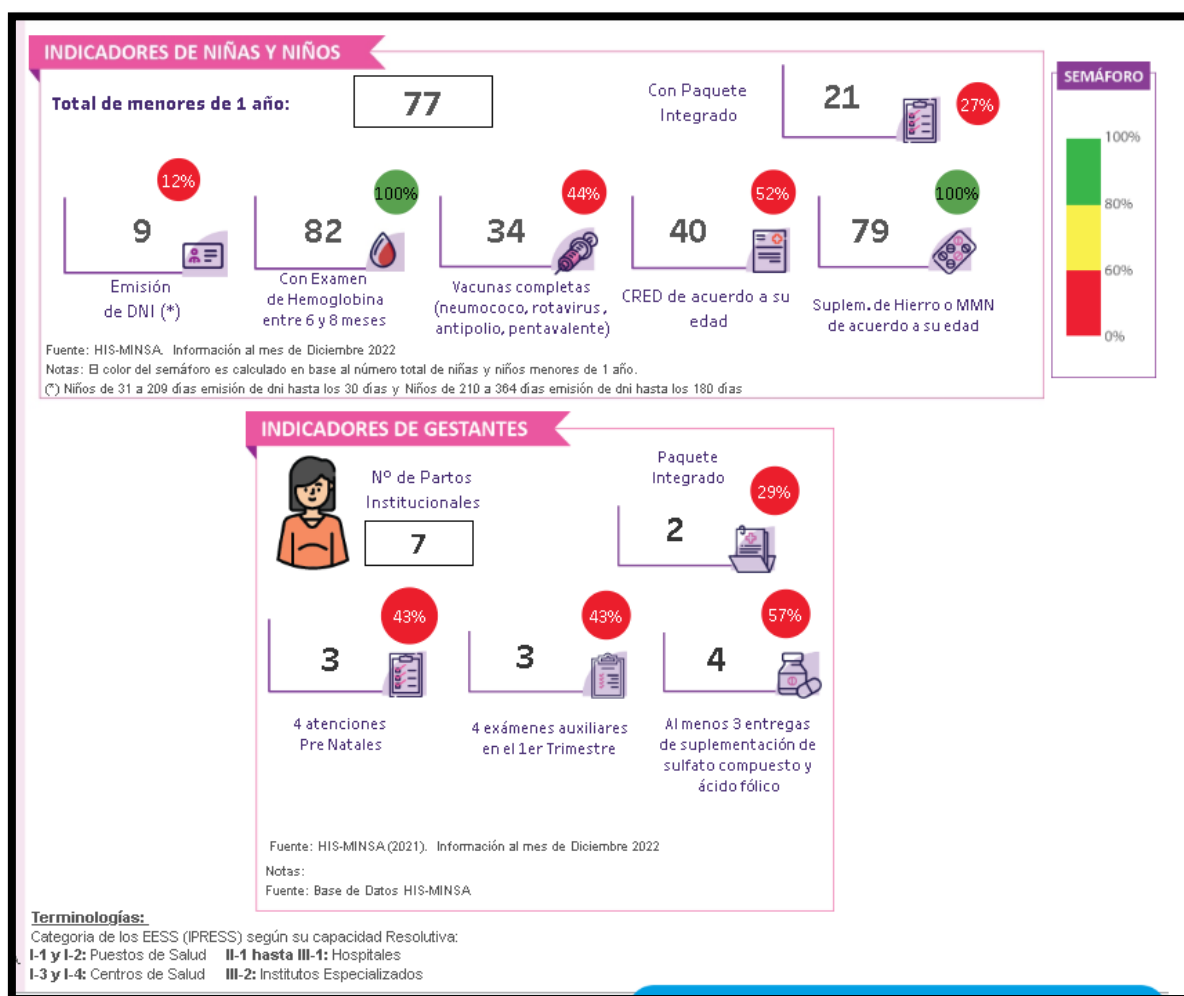 INDICADORES DE NIÑAS Y NIÑOS
SEMÁFORO
Total de menores de 1 año:
77
Con Paquete
Integrado
21
27%
100%
80%
60%
0%
12%
9
Emisión
de DNI (*)
100%
82
Con Examen
de Hemoglobina
entre 6 y 8 meses
44%
34
Vacunas completas
(neumococo, rotavirus,
antipolio, pentavalente)
52%
40
CRED de acuerdo a su
edad
100%
79
Suplem. de Hierro o MMN
de acuerdo a su edad
Fuente: HIS-MINSA. Información al mes de Diciembre 2022
Notas: El color del semáforo es calculado en base al número total de niñas y niños menores de 1 año.
(*) Niños de 31 a 209 días emisión de dni hasta los 30 días y Niños de 210 a 364 días emisión de dni hasta los 180 días
INDICADORES DE GESTANTES
Nº de Partos
Institucionales
7
Paquete
Integrado
29%
2
43%
3
4 atenciones
Pre Natales
43%
3
4 exámenes auxiliares
en el 1er Trimestre
57%
4
Al menos 3 entregas
de suplementación de
sulfato compuesto y
ácido fólico
Fuente: HIS-MINSA (2021). Información al mes de Diciembre 2022
Notas:
Fuente: Base de Datos HIS-MINSA
Terminologías:
Categoria de los EESS (IPRESS) según su capacidad Resolutiva:
I-1 y I-2: Puestos de Salud II-1 hasta III-1: Hospitales
I-3 y I-4: Centros de Salud III-2: Institutos Especializados